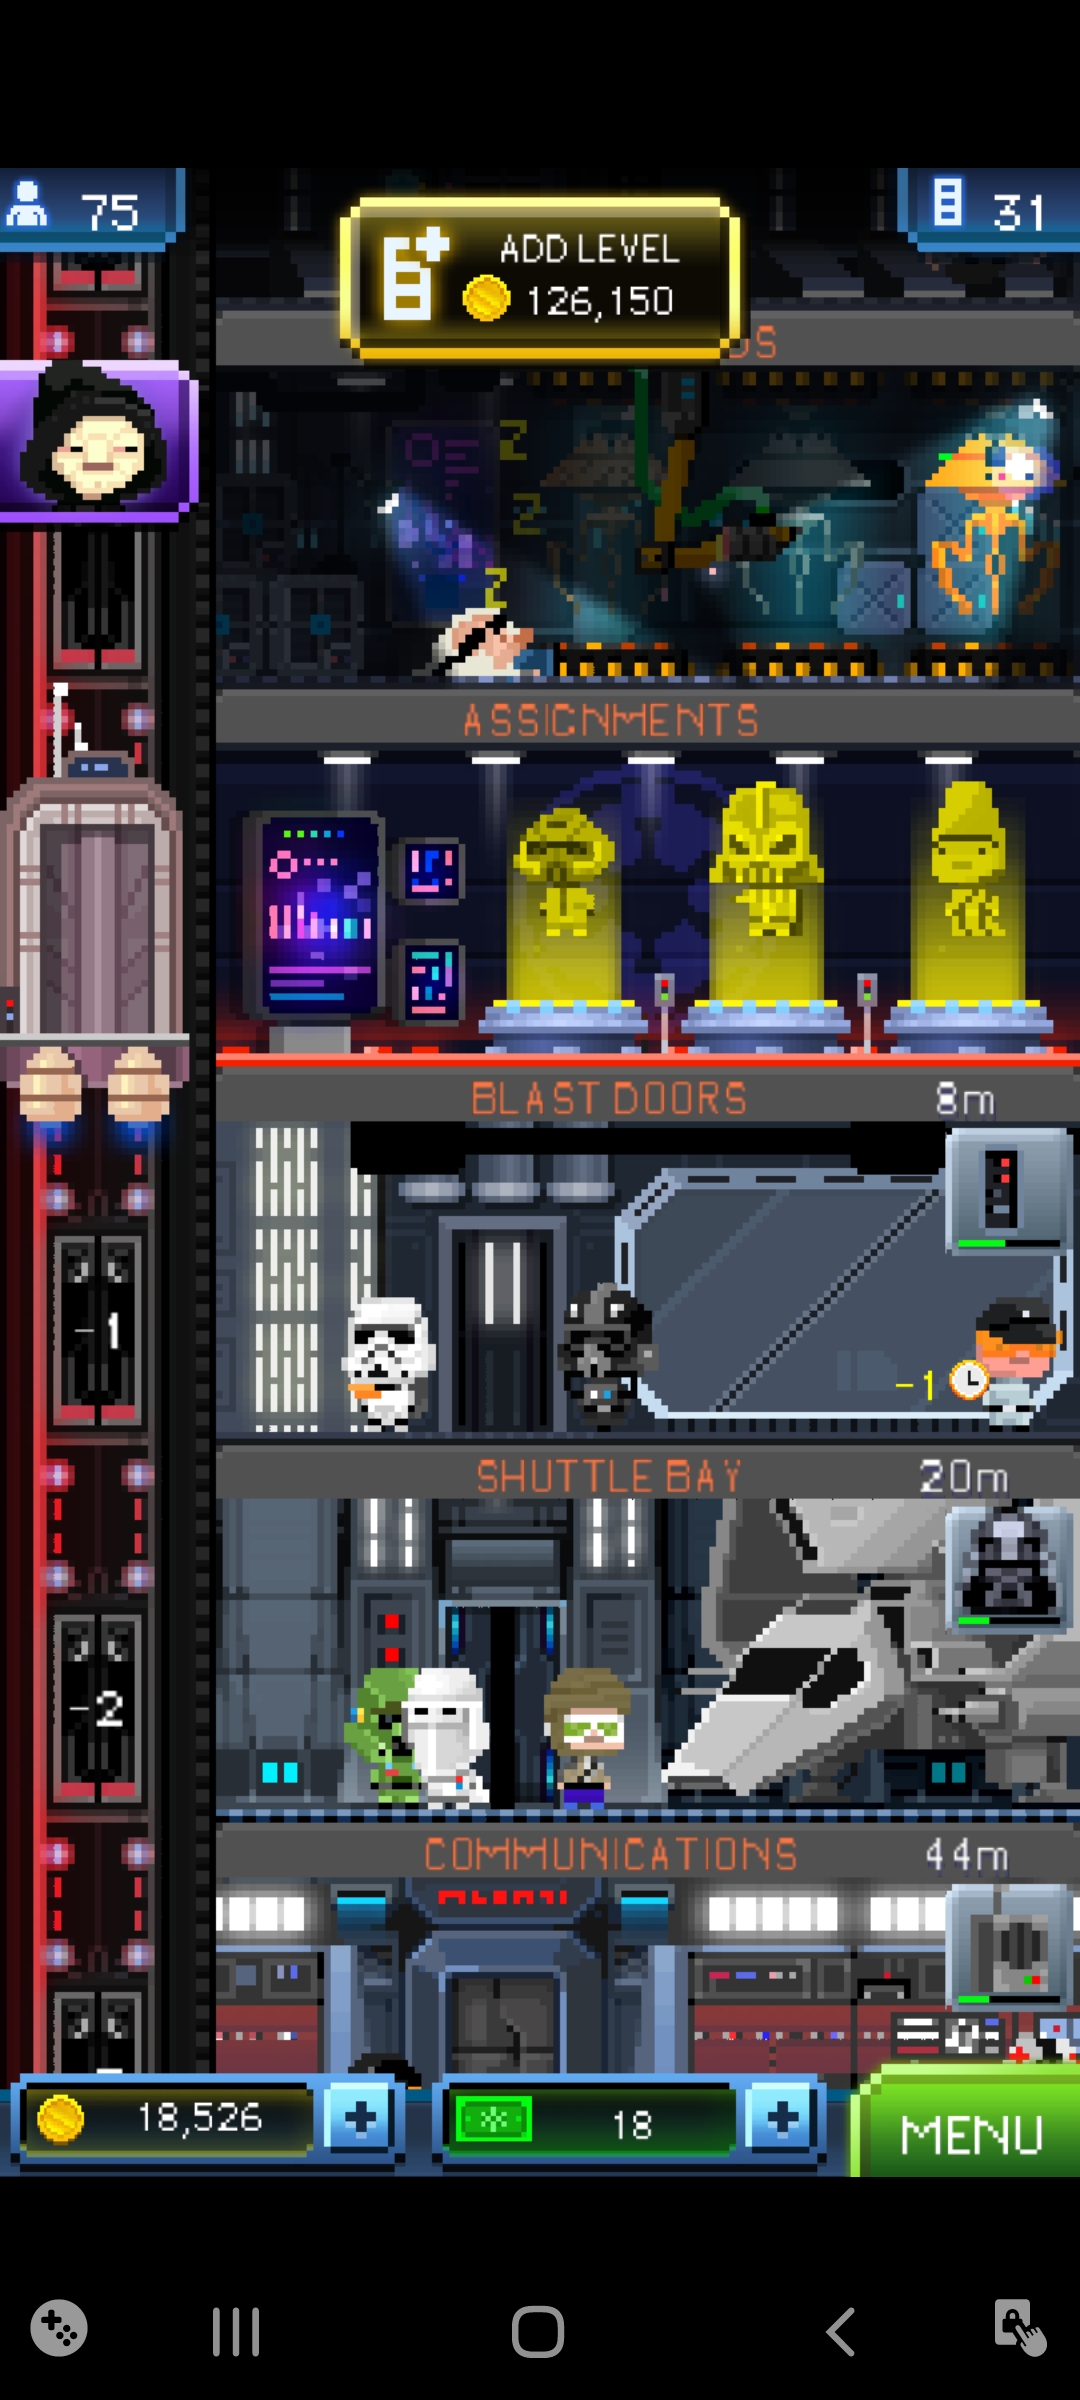 75
ADD LEVEL
126,150
31
DS
Z
Z
Z
ASSIGNMENTS
BLAST DOORS 8m
-1
-1
SHUTTLE BAY 20m
-2
COMMUNICATIONS 44m
18,526
+
18
+
MENU